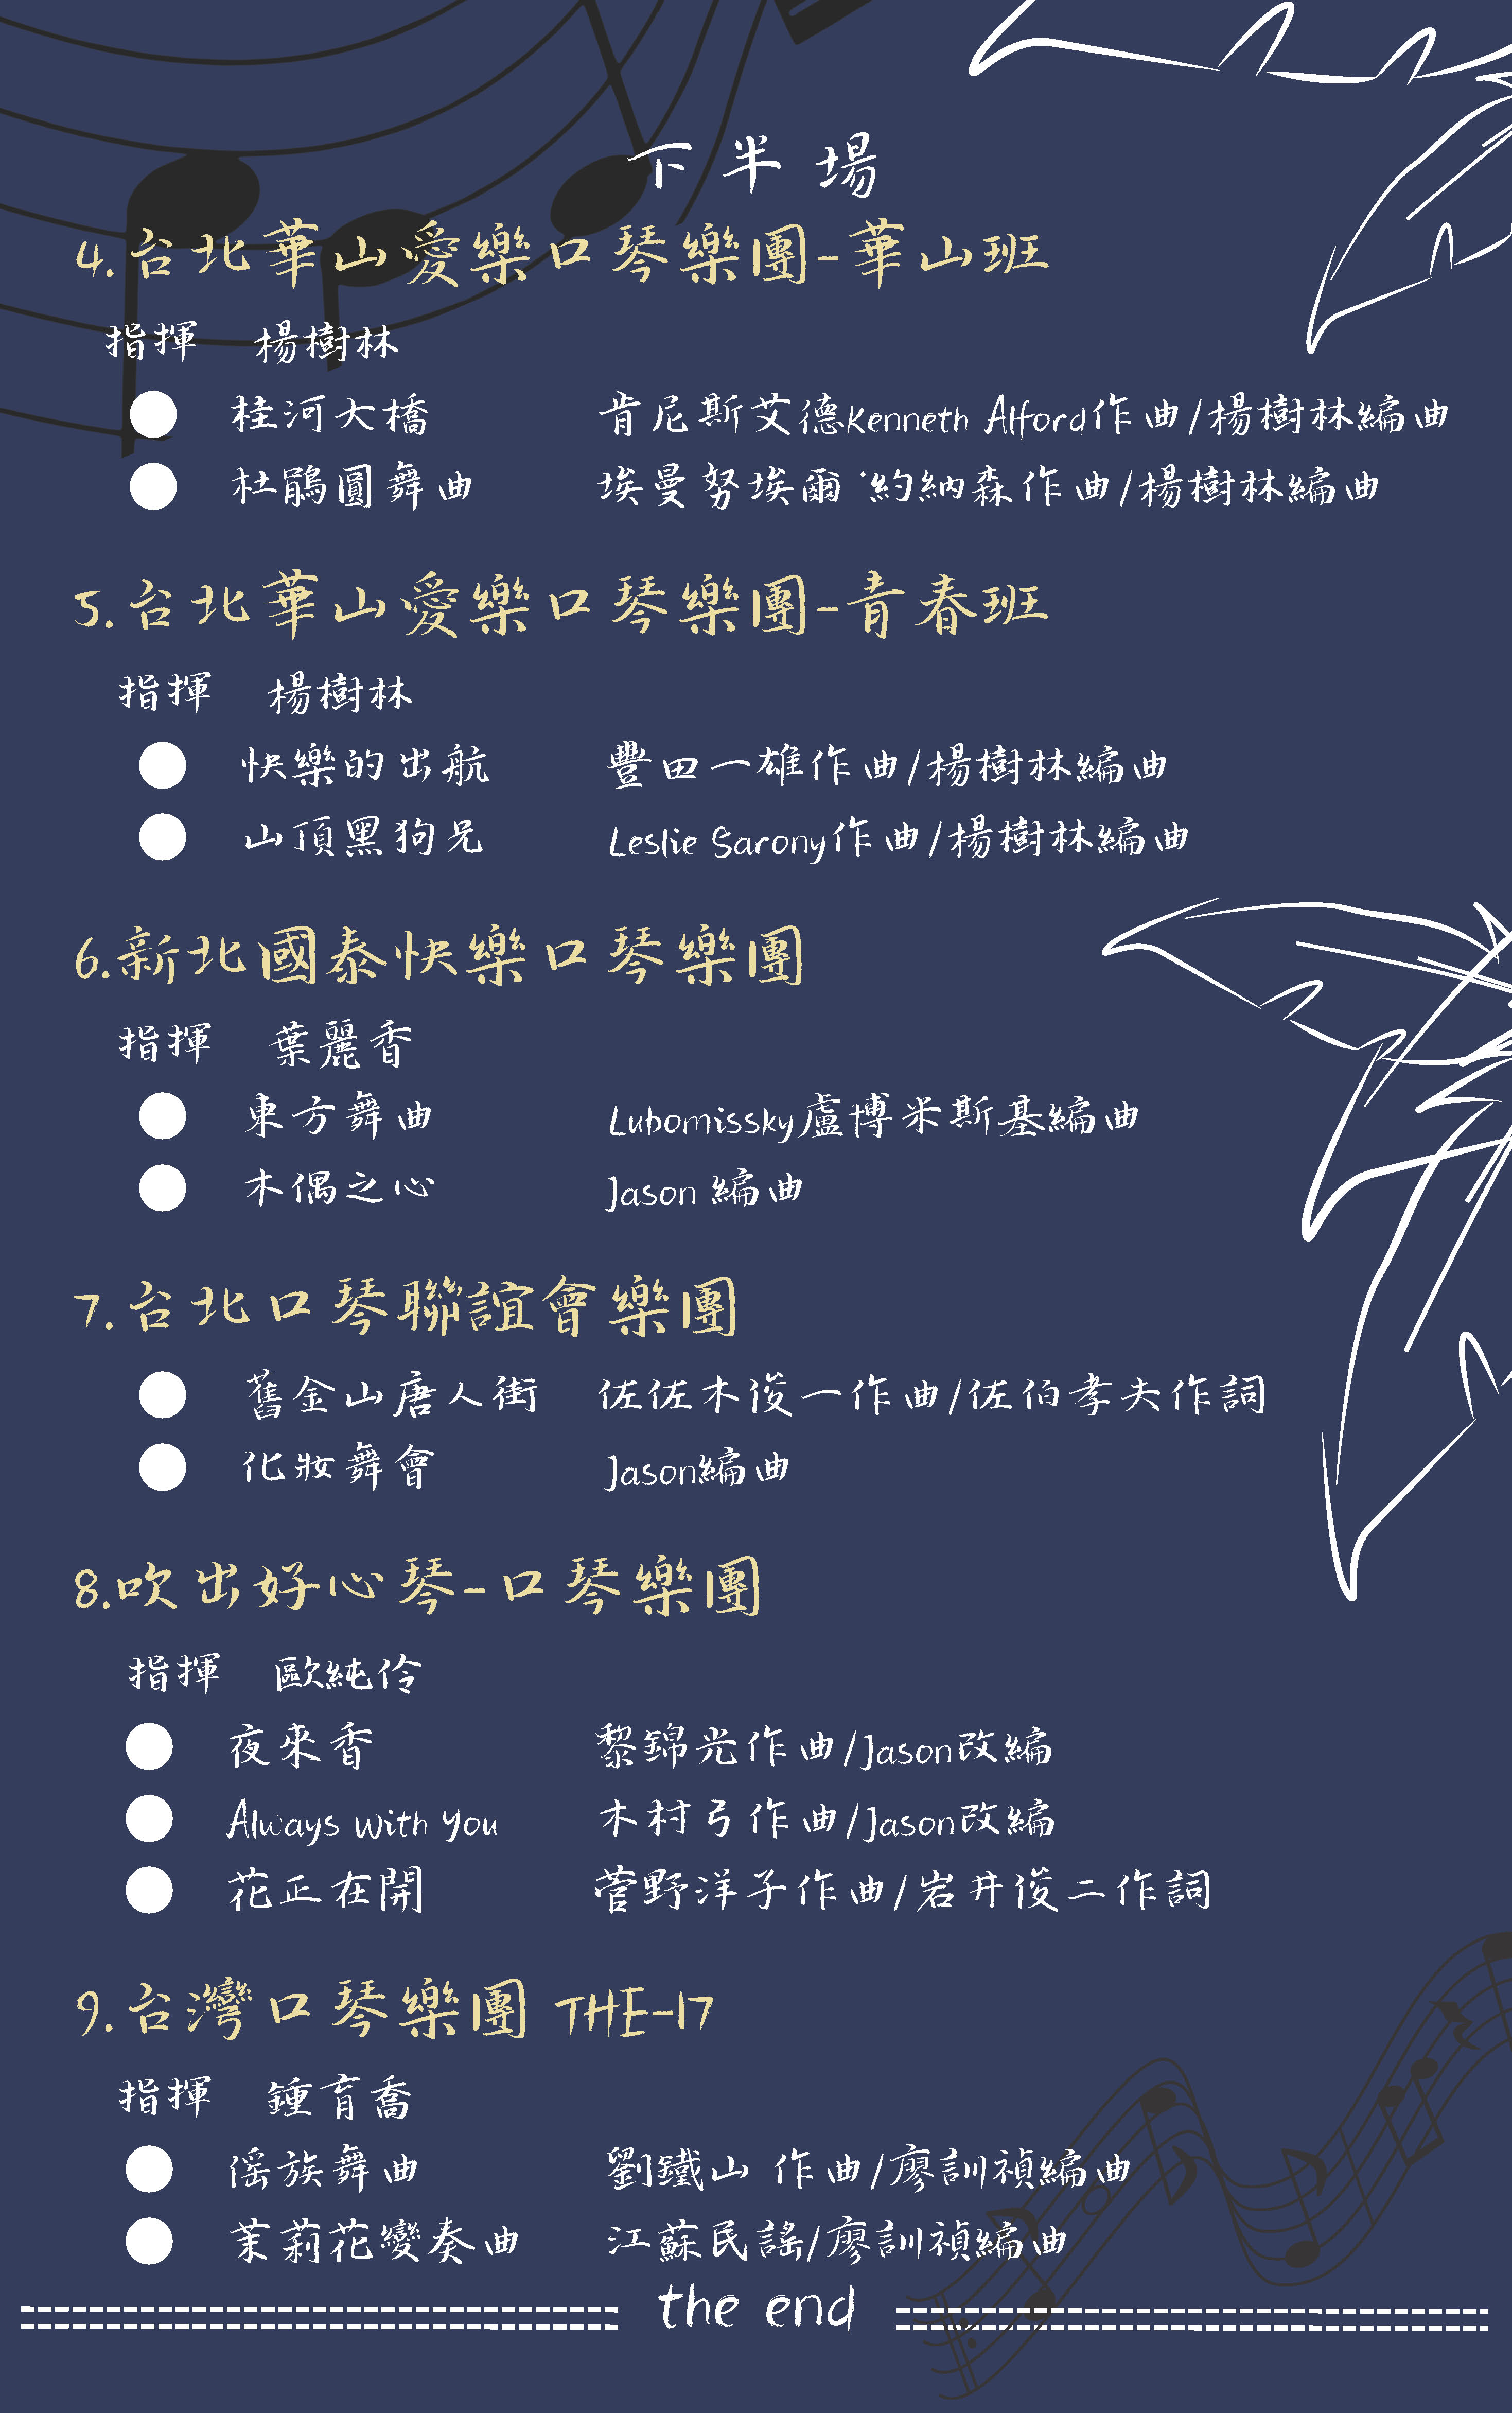 下半場
4.台北華山愛樂口琴樂團-華山班
指揮 楊樹林
桂河大橋 肯尼斯艾德Kenneth Alford作曲/楊樹林編曲
杜鵑圓舞曲 埃曼努埃爾·約納森作曲/楊樹林編曲
5.台北華山愛樂口琴樂團-青春班
指揮 楊樹林
快樂的出航 豐田一雄作曲/楊樹林編曲
山頂黑狗兄 Leslie Sarony作曲/楊樹林編曲
6.新北國泰快樂口琴樂團
指揮 葉麗香
東方舞曲 Lubomissky盧博米斯基編曲
木偶之心 Jason 編曲
7.台北口琴聯誼會樂團
舊金山唐人街 佐佐木俊一作曲/佐伯孝夫作詞
化妝舞會 Jason編曲
8.吹出好心琴-口琴樂團
指揮 歐純伶
夜來香 黎錦光作曲/Jason改編
Always with you 木村弓作曲/Jason改編
花正在開 菅野洋子作曲/岩井俊二作詞
9.台灣口琴樂團 THE-17
指揮 鍾育喬
傜族舞曲 劉鐵山 作曲/廖訓禎編曲
茉莉花變奏曲 江蘇民謠/廖訓禎編曲
the end